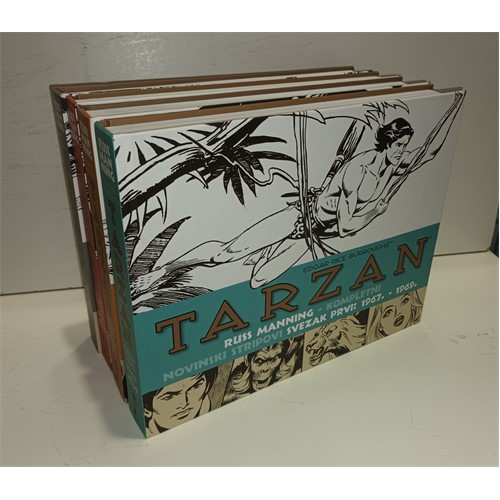 EDGAR RICE BURROUGHS'
TARZAN
RUSS MANNING - KOMPLETNI
NOVINSKI STRIPOVI SVEZAK PRVI: 1967. - 1969.